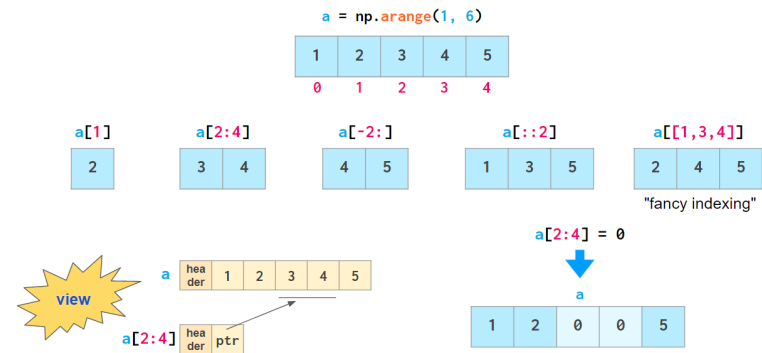 a = np.arange(1, 6)
1 2 3 4 5
0 1 2 3 4
a[1] a[2:4] a[-2:] a[::2] a[[1,3,4]]
2 3 4 4 5 1 3 5 2 4 5
"fancy indexing"
a[2:4] = 0
a hea der 1 2 3 4 5
a
view
1 2 0 0 5
a[2:4] hea der ptr